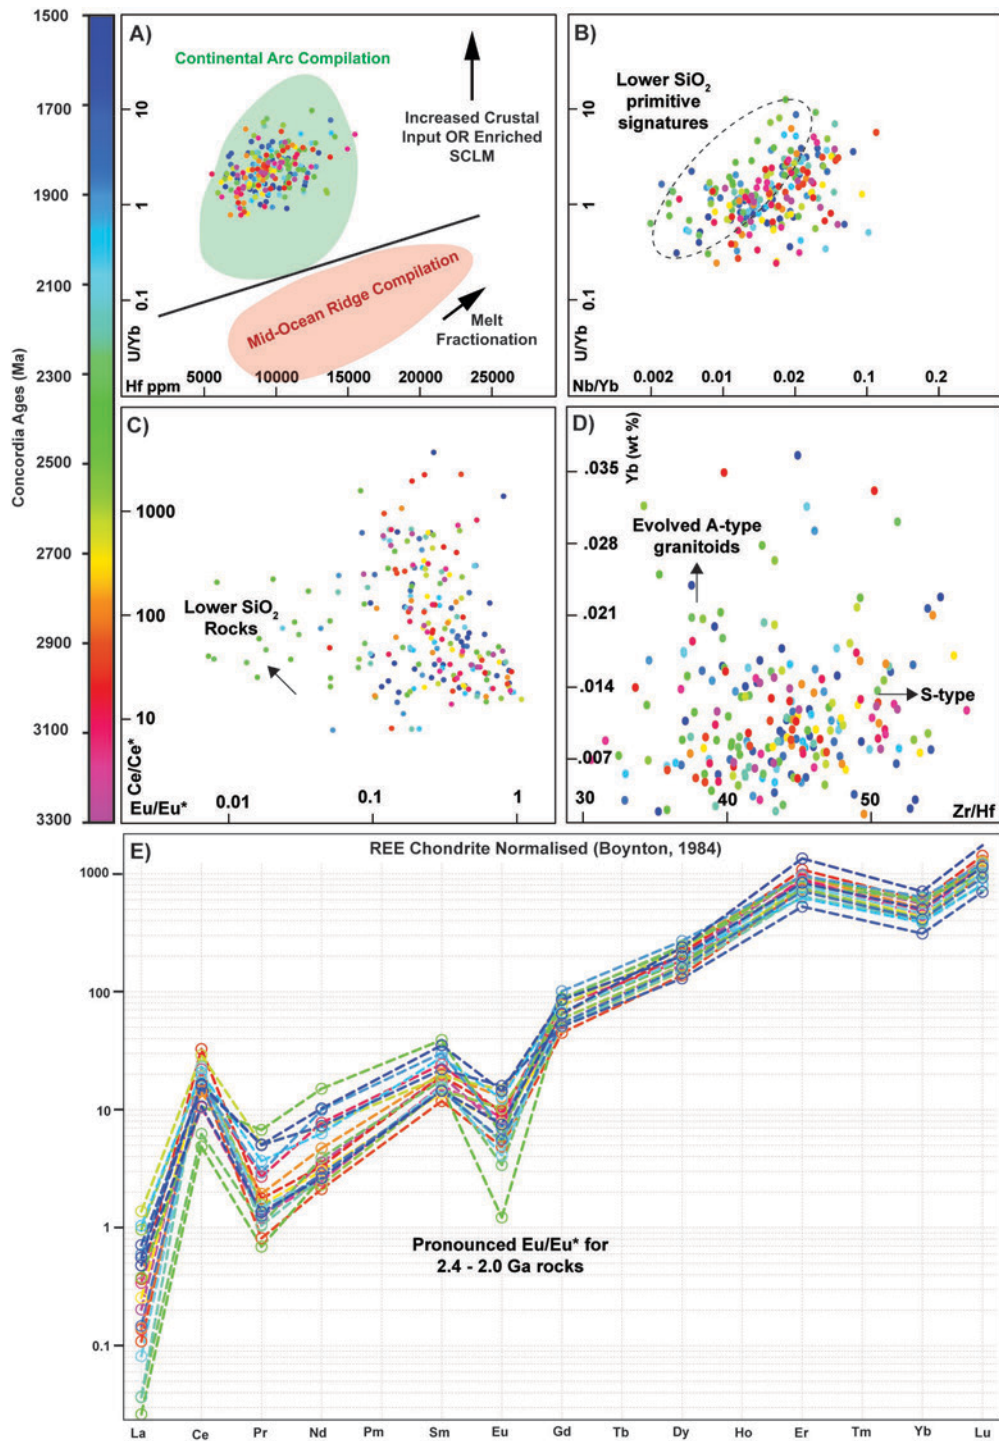 Concordia Ages (Ma)
1500
1700
1900
2100
2300
2500
2700
2900
3100
3300
A)
Continental Arc Compilation
Increased Crustal
Input OR Enriched
SCLM
Mid-Ocean Ridge Compilation
Melt
Fractionation
10
1
0.1
U/Yb
Hf ppm
5000
10000
15000
20000
25000
B)
Lower SiO₂
primitive
signatures
10
1
0.1
U/Yb
Nb/Yb
0.002
0.01
0.02
0.1
0.2
C)
1000
100
10
Lower SiO₂
Rocks
Ce/Ce*
Eu/Eu*
0.01
0.1
1
D)
Yb (wt %)
.035
.028
.021
.014
.007
Evolved A-type
granitoids
S-type
30
40
50
Zr/Hf
E)
REE Chondrite Normalised (Boynton, 1984)
1000
100
10
1
0.1
Pronounced Eu/Eu* for
2.4 - 2.0 Ga rocks
La Ce Pr Nd Pm Sm Eu Gd Tb Dy Ho Er Tm Yb Lu